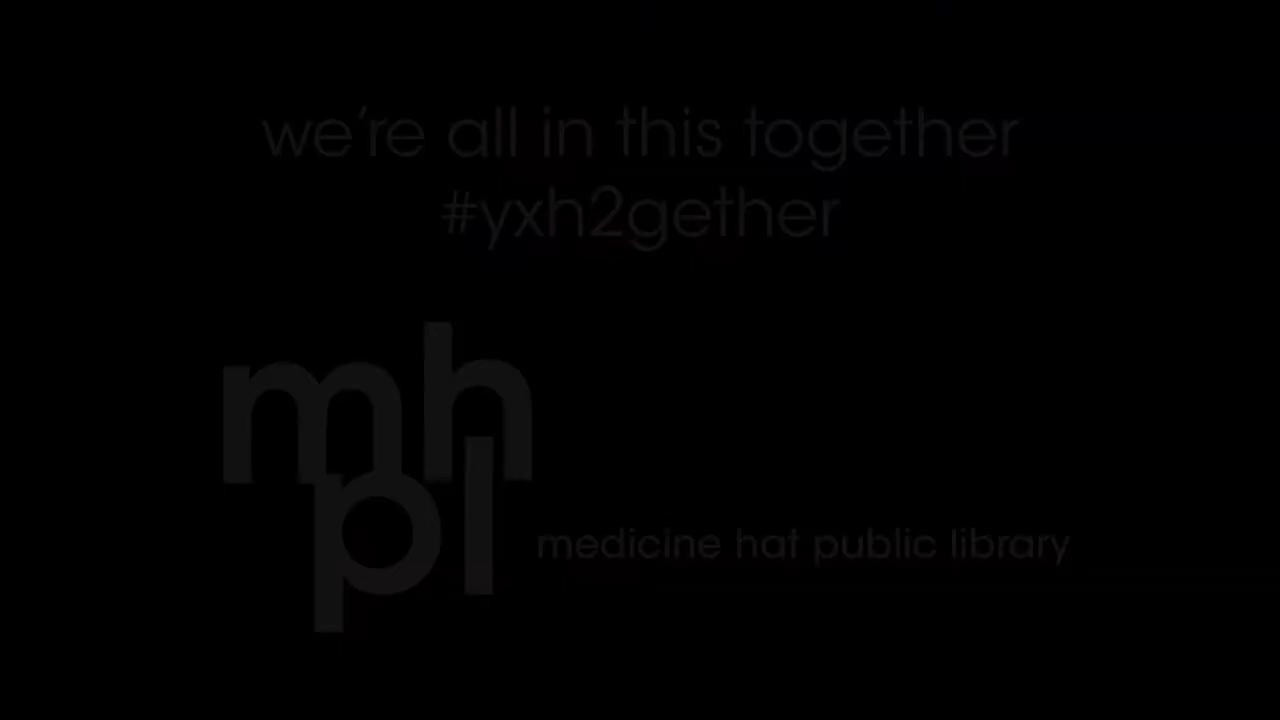 we're all in this together
#yxh2gether
mh
pl
medicine hat public library